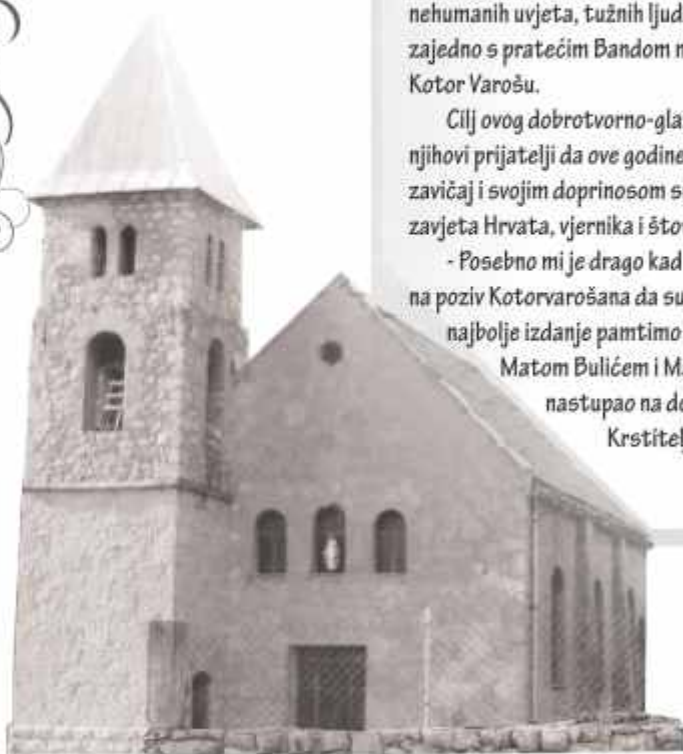 nehumanih uvjeta, tužnih ljud
zajedno s pratećim Bandom n
Kotor Varošu.
Cilj ovog dobrotvorno-gla
njihovi prijatelji da ove godine
zavičaj i svojim doprinosom s
zavjeta Hrvata, vjernika i što
- Posebno mi je drago kad
na poziv Kotorvarošana da su
najbolje izdanje pamtimo
Matom Bulićem i M
nastupao na do
Krstitel